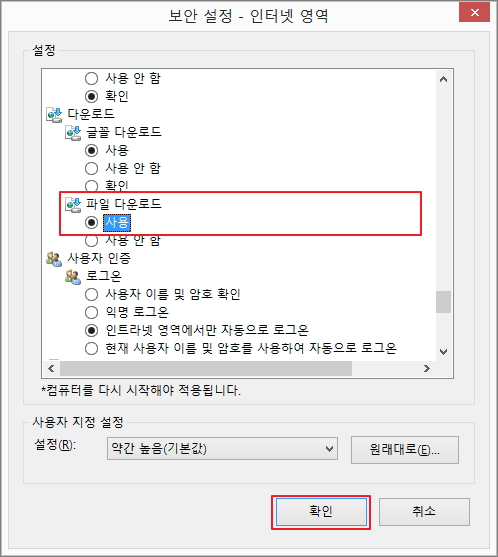 보안 설정 - 인터넷 영역
설정
사용 안 함
확인
다운로드
글꼴 다운로드
사용
사용 안 함
확인
파일 다운로드
사용
사용 안 함
사용자 인증
로그온
사용자 이름 및 암호 확인
익명 로그온
인트라넷 영역에서만 자동으로 로그온
현재 사용자 이름 및 암호를 사용하여 자동으로 로그온
*컴퓨터를 다시 시작해야 적용됩니다.
사용자 지정 설정
설정(R): 약간 높음(기본값) 원래대로(E)...
확인 취소